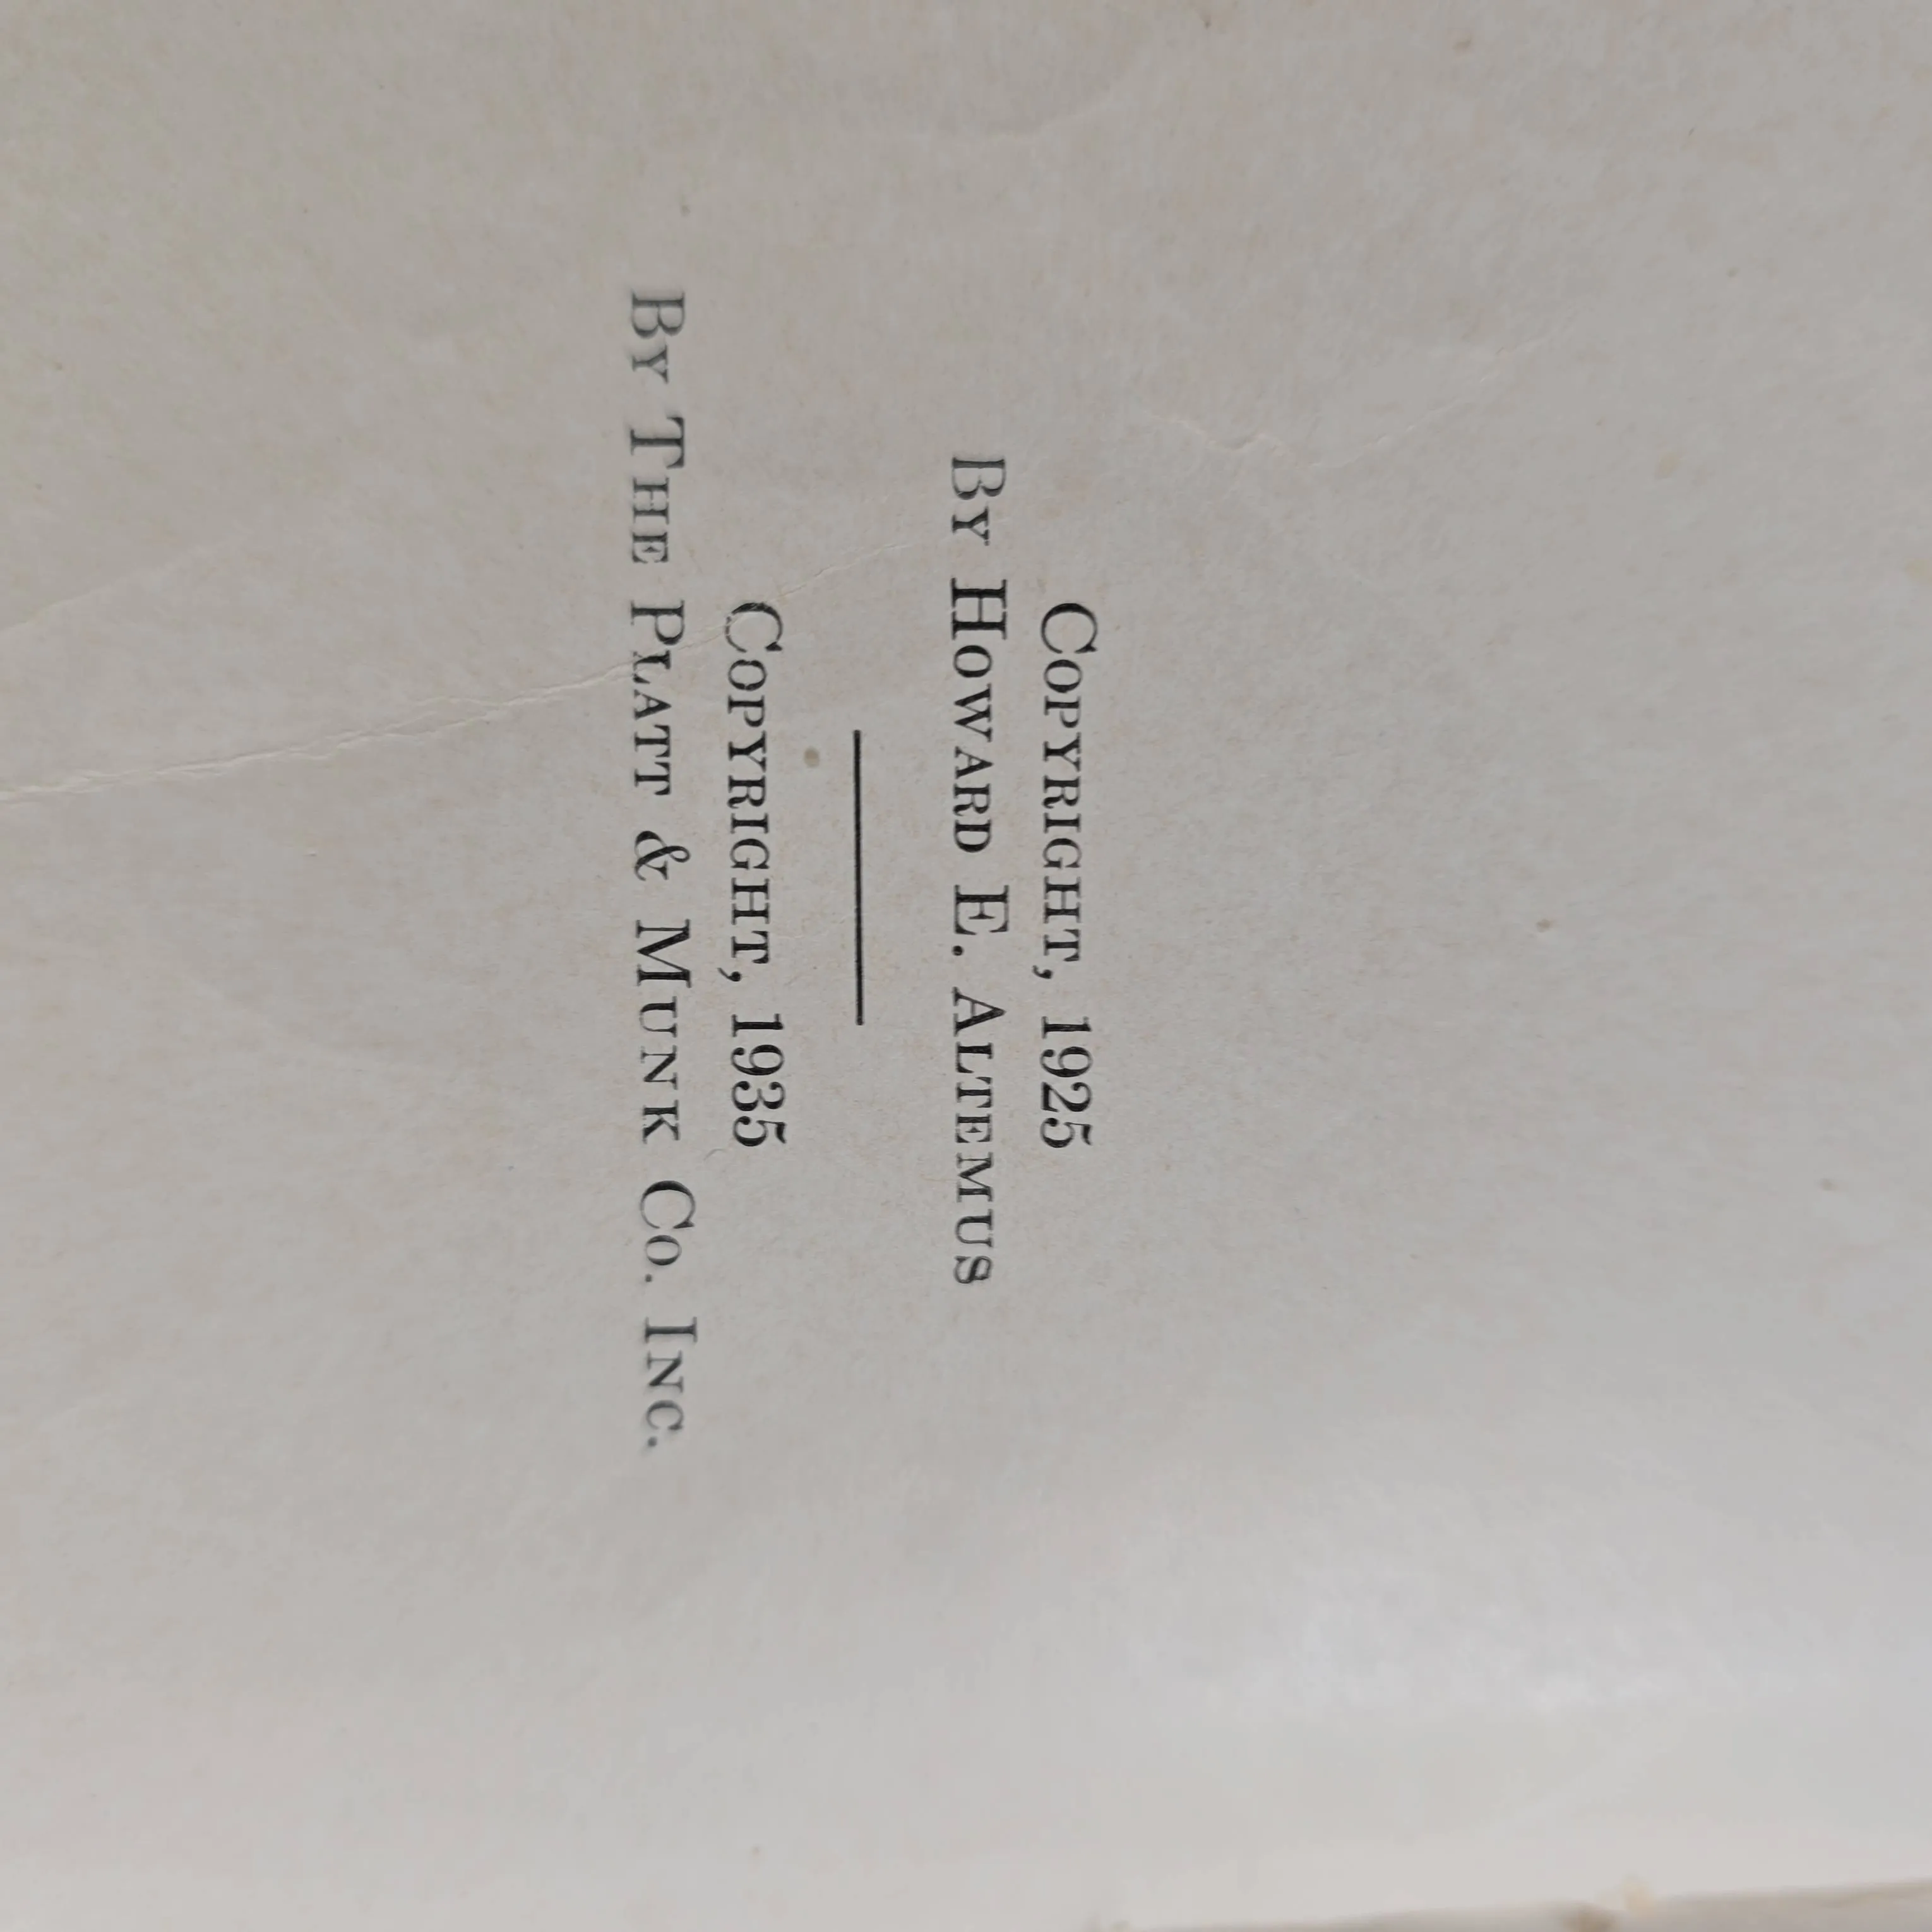 Copyright, 1925
By Howard E. Altemus
Copyright, 1935
By The Platt & Munk Co. Inc.